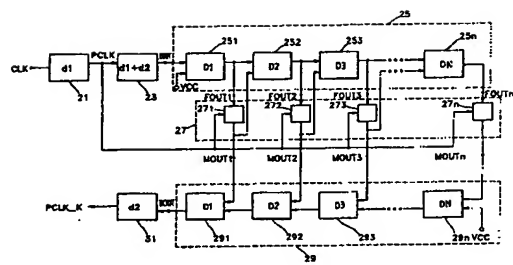 25
251 252 253 25n
PCLK
CLK d1 d1+d2 D1 D2 D3 DN
21 23 VCC
FOUT1 FOUT2 FOUT3 FOUTn
271 272 273 27n
27
MOUT1 MOUT2 MOUT3 MOUTn
PCLK_K d2 D1 D2 D3 DN
31 291 292 293 29n VCC
29